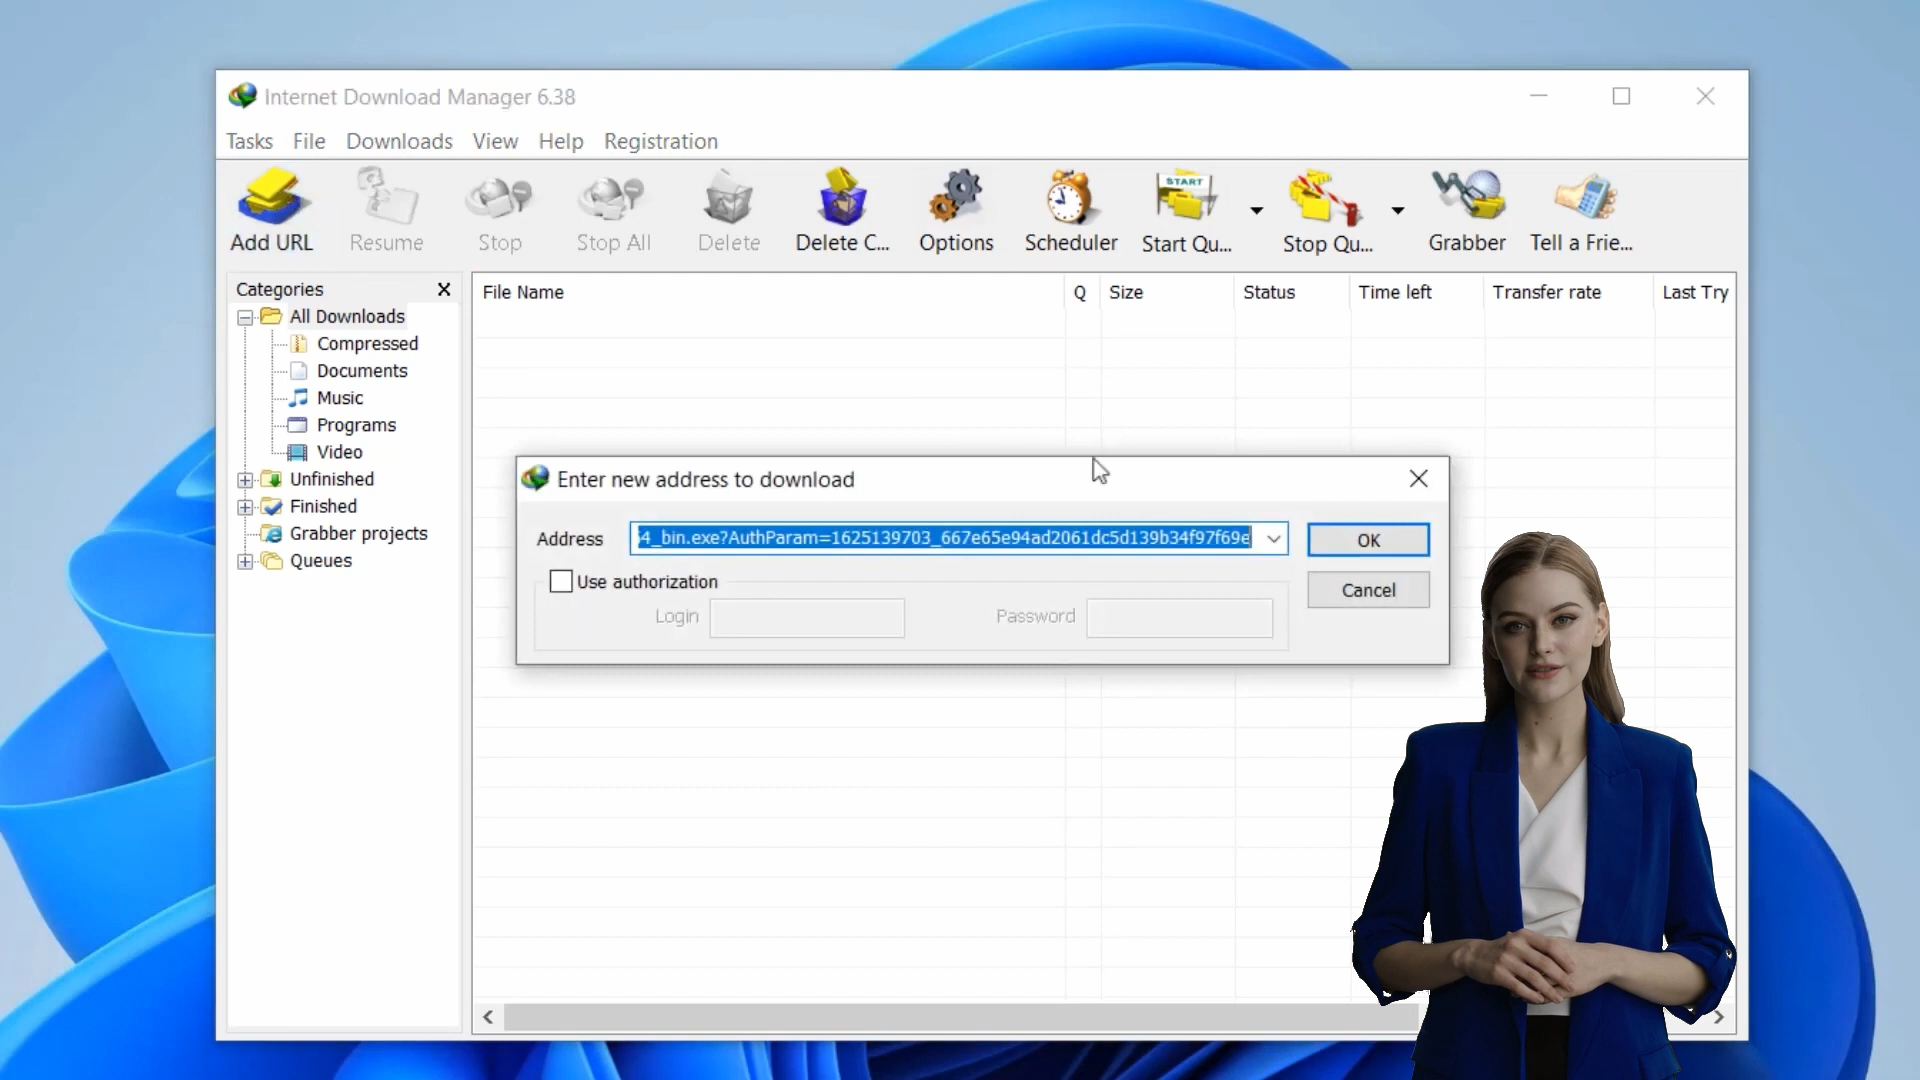 Internet Download Manager 6.38
Tasks File Downloads View Help Registration
Add URL Resume Stop Stop All Delete Delete C... Options Scheduler Start Qu... Stop Qu... Grabber Tell a Frie...
START
Categories
All Downloads
Compressed
Documents
Music
Programs
Video
Unfinished
Finished
Grabber projects
Queues
File Name Q Size Status Time left Transfer rate Last Try
Enter new address to download
Address 64_bin.exe?AuthParam=1625139703_667e65e94ad2061dc5d139b34f97f69e OK
Use authorization
Cancel
Login Password